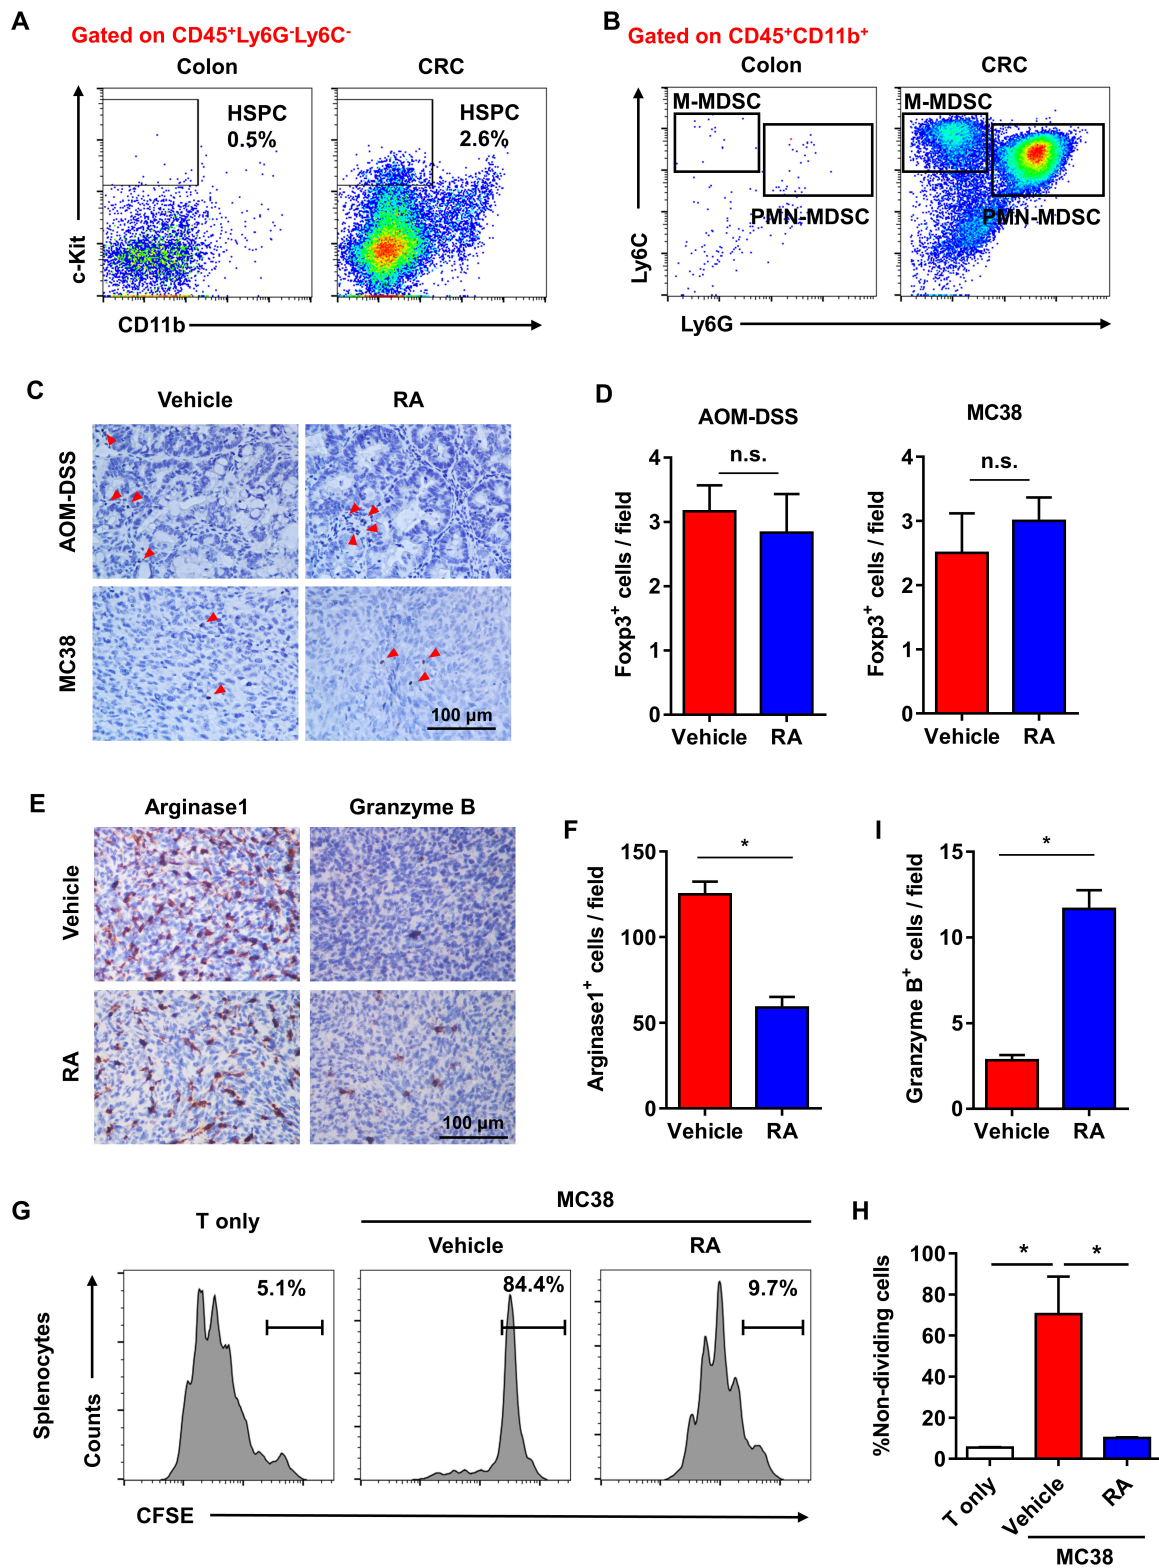 A
Gated on CD45+Ly6G-Ly6C-
Colon
CRC
HSPC
0.5%
HSPC
2.6%
c-Kit
CD11b
B
Gated on CD45+CD11b+
Colon
CRC
M-MDSC
M-MDSC
PMN-MDSC
PMN-MDSC
Ly6C
Ly6G
C
Vehicle
RA
AOM-DSS
MC38
100 µm
D
AOM-DSS
n.s.
Foxp3+ cells / field
4
3
2
1
0
Vehicle
RA
MC38
n.s.
Foxp3+ cells / field
4
3
2
1
0
Vehicle
RA
E
Arginase1
Granzyme B
Vehicle
RA
100 µm
F
*
Arginase1+ cells / field
150
100
50
0
Vehicle
RA
I
*
Granzyme B+ cells / field
15
10
5
0
Vehicle
RA
G
MC38
T only
Vehicle
RA
5.1%
84.4%
9.7%
Splenocytes
Counts
CFSE
H
*
*
%Non-dividing cells
100
80
60
40
20
0
T only
Vehicle
RA
MC38